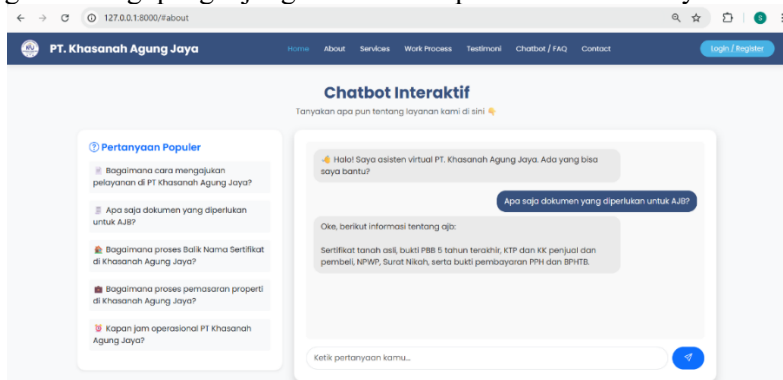 127.0.0.1:8000/#about
S
PT. Khasanah Agung Jaya
Home About Services Work Process Testimoni Chatbot / FAQ Contact
Login / Register
Chatbot Interaktif
Tanyakan apa pun tentang layanan kami di sini
Pertanyaan Populer
Bagaimana cara mengajukan
pelayanan di PT Khasanah Agung Jaya?
Apa saja dokumen yang diperlukan
untuk AJB?
Bagaimana proses Balik Nama Sertifikat
di Khasanah Agung Jaya?
Bagaimana proses pemasaran properti
di Khasanah Agung Jaya?
Kapan jam operasional PT Khasanah
Agung Jaya?
Halo! Saya asisten virtual PT. Khasanah Agung Jaya. Ada yang bisa
saya bantu?
Apa saja dokumen yang diperlukan untuk AJB?
Oke, berikut informasi tentang ajb:
Sertifikat tanah asli, bukti PBB 5 tahun terakhir, KTP dan KK penjual dan
pembeli, NPWP, Surat Nikah, serta bukti pembayaran PPH dan BPHTB.
Ketik pertanyaan kamu...